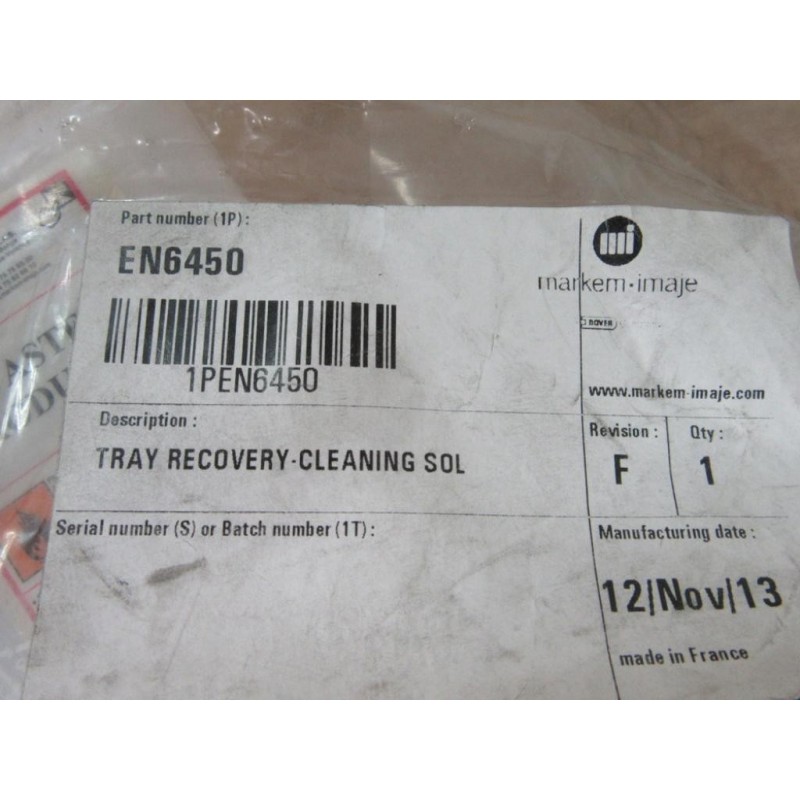 Part number (1P):
EN6450
1PEN6450
mi
markem·imaje
DOVER
www.markem-imaje.com
Description :
TRAY RECOVERY-CLEANING SOL
Revision :
F
Qty :
1
Serial number (S) or Batch number (1T):
Manufacturing date :
12/Nov/13
made in France